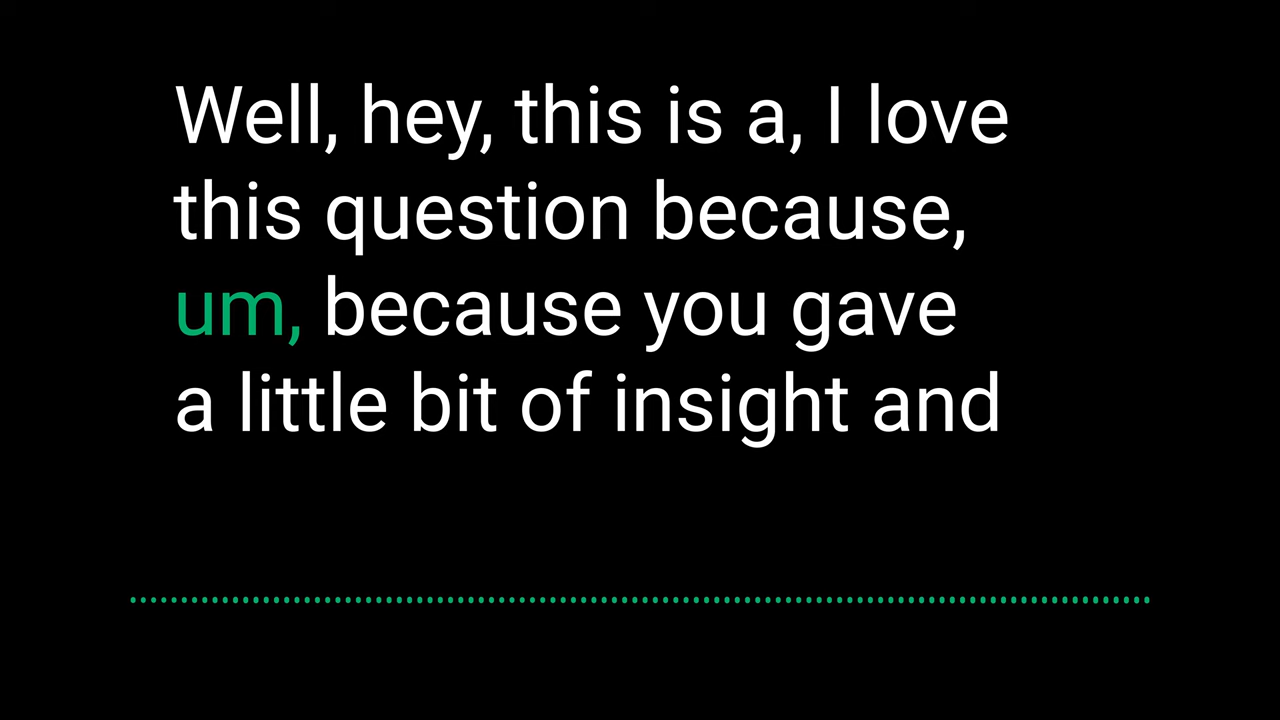 Well, hey, this is a, I love
this question because,
um, because you gave
a little bit of insight and